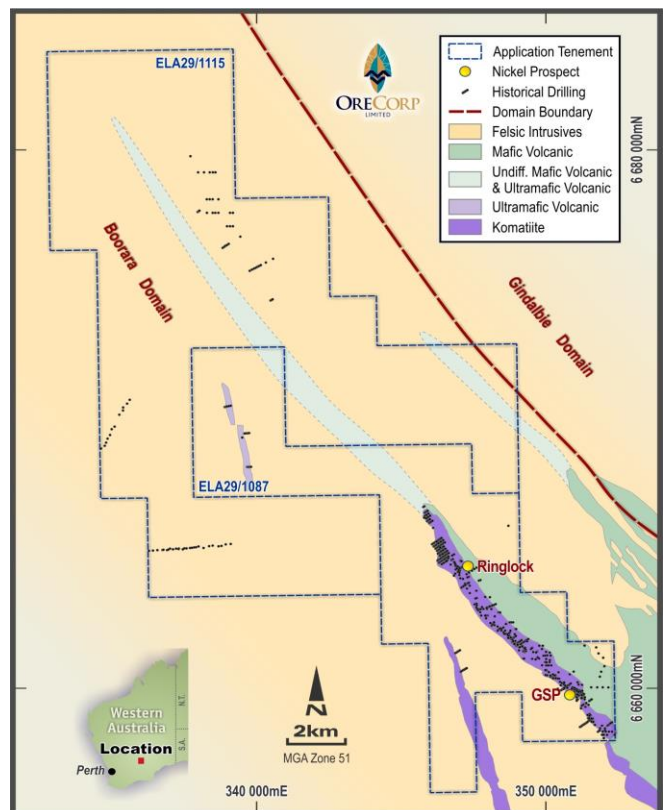 ELA29/1115
ORECORP
LIMITED
Application Tenement
Nickel Prospect
Historical Drilling
Domain Boundary
Felsic Intrusives
Mafic Volcanic
Undiff. Mafic Volcanic
& Ultramafic Volcanic
Ultramafic Volcanic
Komatiite
6 680 000mN
Boorara
Domain
Gindalbie Domain
ELA29/1087
Ringlock
GSP
6 660 000mN
Western
Australia
Location
Perth
N.T.
S.A.
N
2km
MGA Zone 51
340 000mE
350 000mE